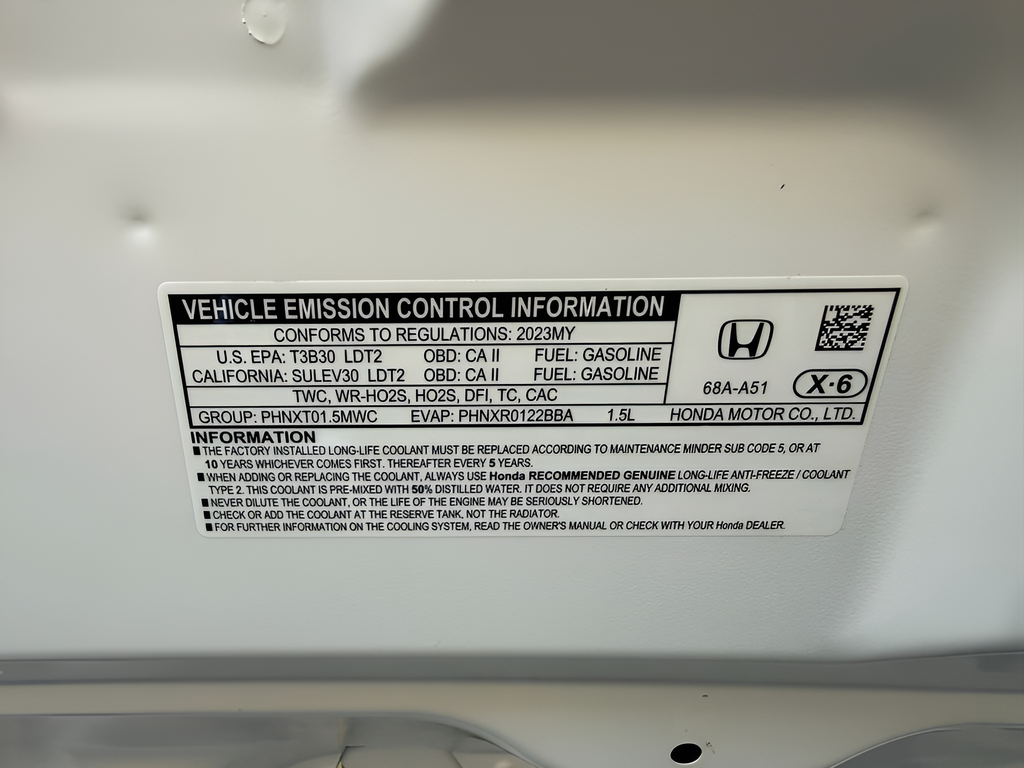 VEHICLE EMISSION CONTROL INFORMATION
CONFORMS TO REGULATIONS: 2023MY
U.S. EPA: T3B30 LDT2 OBD: CA II FUEL: GASOLINE
CALIFORNIA: SULEV30 LDT2 OBD: CA II FUEL: GASOLINE
TWC, WR-HO2S, HO2S, DFI, TC, CAC
68A-A51 X·6
GROUP: PHNXT01.5MWC EVAP: PHNXR0122BBA 1.5L HONDA MOTOR CO., LTD.
INFORMATION
■ THE FACTORY INSTALLED LONG-LIFE COOLANT MUST BE REPLACED ACCORDING TO MAINTENANCE MINDER SUB CODE 5, OR AT
10 YEARS WHICHEVER COMES FIRST. THEREAFTER EVERY 5 YEARS.
■ WHEN ADDING OR REPLACING THE COOLANT, ALWAYS USE Honda RECOMMENDED GENUINE LONG-LIFE ANTI-FREEZE / COOLANT
TYPE 2. THIS COOLANT IS PRE-MIXED WITH 50% DISTILLED WATER. IT DOES NOT REQUIRE ANY ADDITIONAL MIXING.
■ NEVER DILUTE THE COOLANT, OR THE LIFE OF THE ENGINE MAY BE SERIOUSLY SHORTENED.
■ CHECK OR ADD THE COOLANT AT THE RESERVE TANK, NOT THE RADIATOR.
■ FOR FURTHER INFORMATION ON THE COOLING SYSTEM, READ THE OWNER'S MANUAL OR CHECK WITH YOUR Honda DEALER.